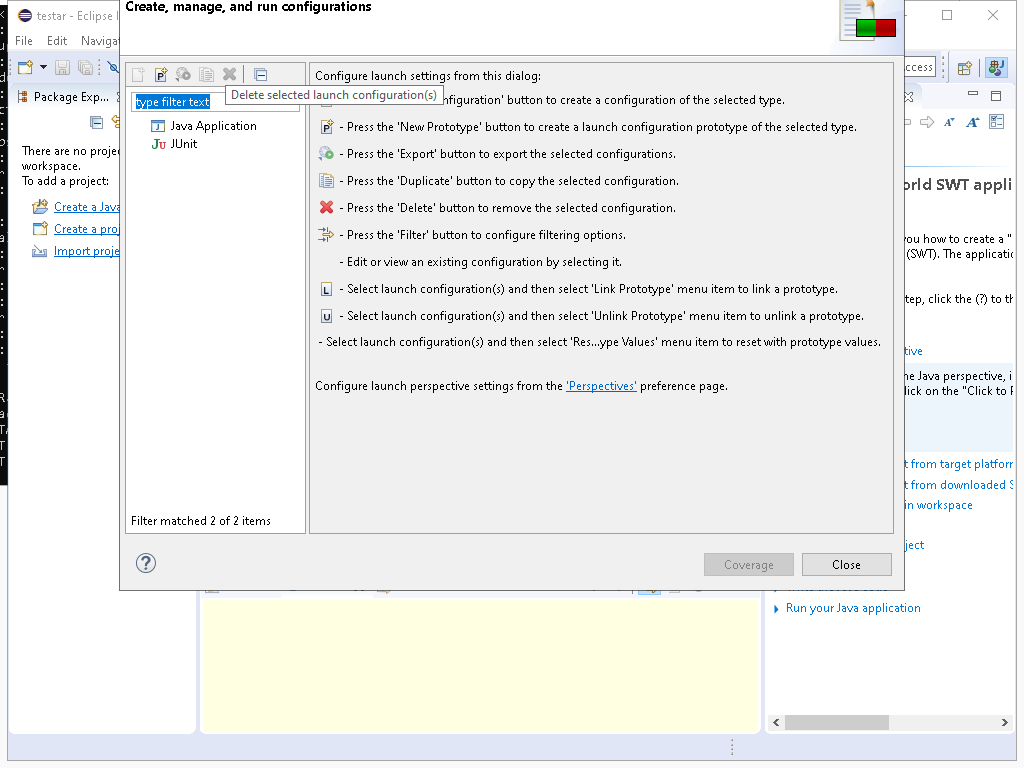 Create, manage, and run configurations
testar - Eclipse I
File Edit Navigat
ccess
Package Exp...
There are no proje
workspace.
To add a project:
Create a Java
Create a proj
Import proje
type filter text
Java Application
JUnit
Filter matched 2 of 2 items
Delete selected launch configuration(s)
Configure launch settings from this dialog:
nfiguration' button to create a configuration of the selected type.
- Press the 'New Prototype' button to create a launch configuration prototype of the selected type.
- Press the 'Export' button to export the selected configurations.
- Press the 'Duplicate' button to copy the selected configuration.
- Press the 'Delete' button to remove the selected configuration.
- Press the 'Filter' button to configure filtering options.
- Edit or view an existing configuration by selecting it.
- Select launch configuration(s) and then select 'Link Prototype' menu item to link a prototype.
- Select launch configuration(s) and then select 'Unlink Prototype' menu item to unlink a prototype.
- Select launch configuration(s) and then select 'Res...ype Values' menu item to reset with prototype values.
Configure launch perspective settings from the 'Perspectives' preference page.
Coverage
Close
orld SWT appli
you how to create a "
(SWT). The applicatio
tep, click the (?) to th
tive
he Java perspective, i
lick on the "Click to P
t from target platform
t from downloaded S
in workspace
ject
Run your Java application